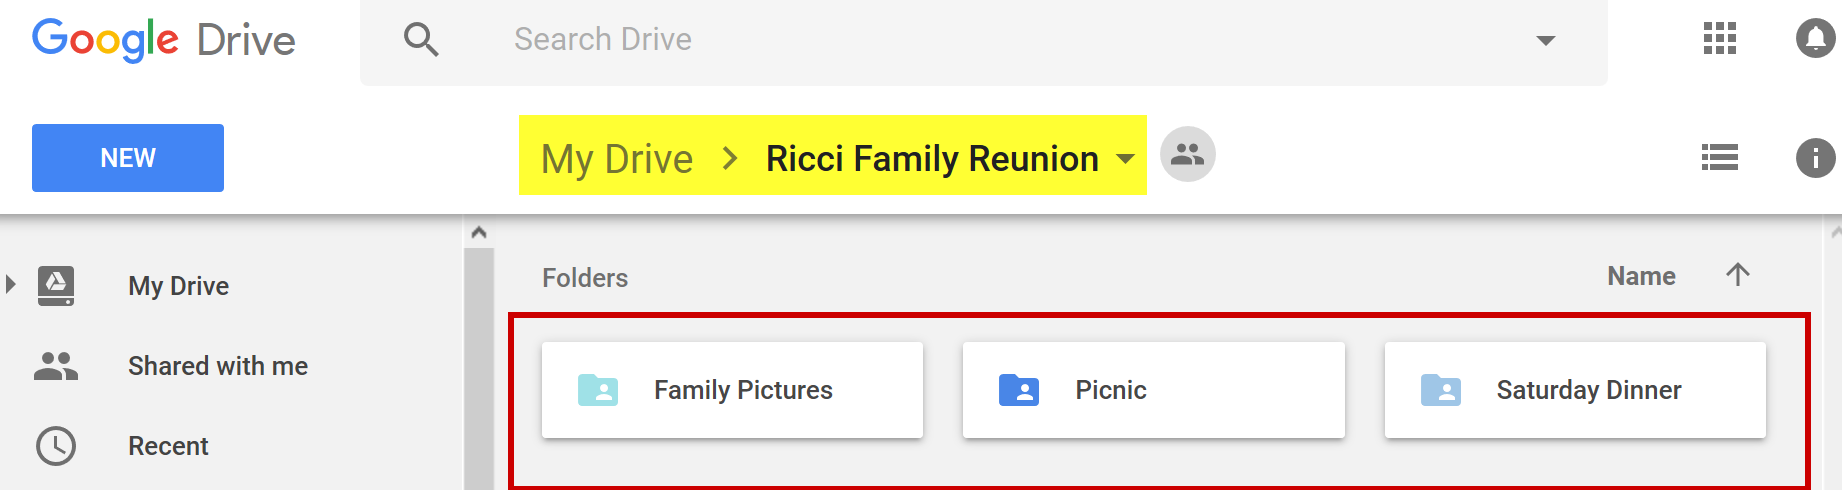 Google Drive
Search Drive
NEW
My Drive > Ricci Family Reunion
My Drive
Shared with me
Recent
Folders
Name
Family Pictures
Picnic
Saturday Dinner